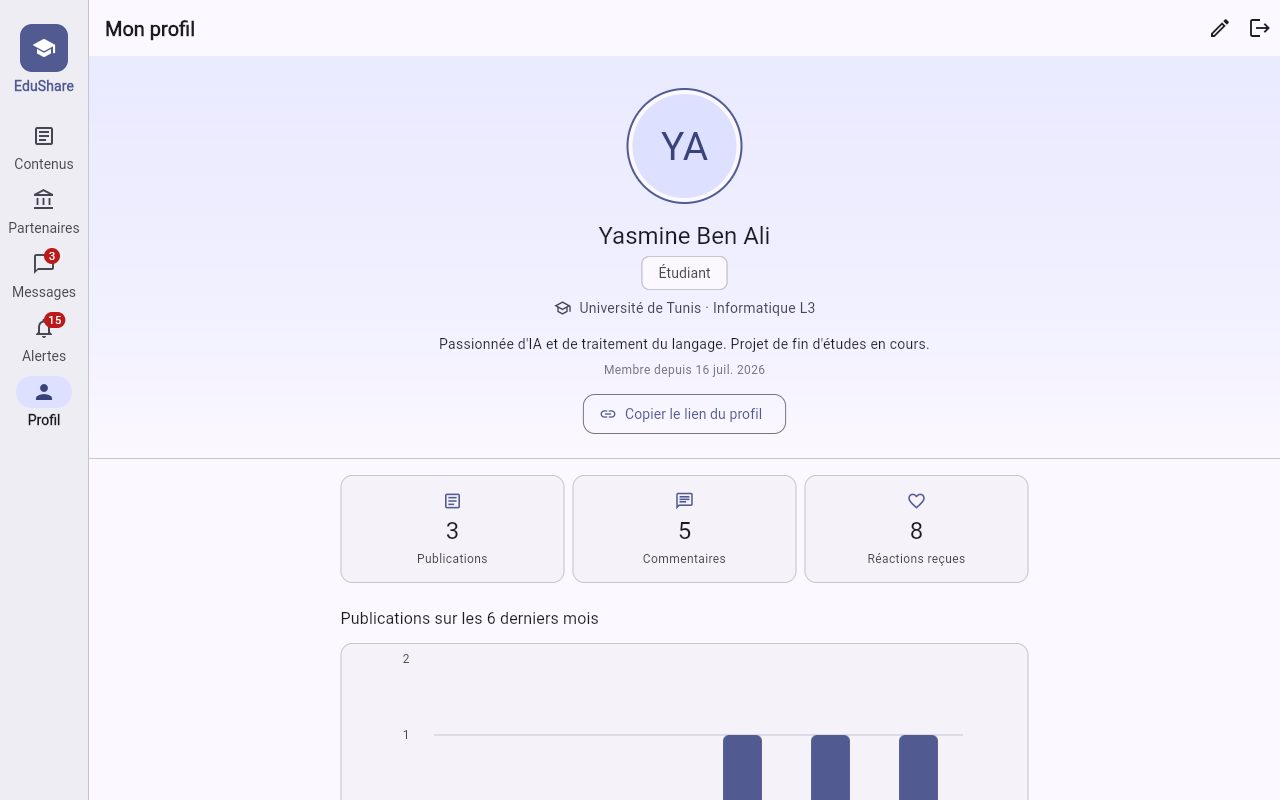 Mon profil
EduShare
Contenus
Partenaires
3
Messages
15
Alertes
Profil
YA
Yasmine Ben Ali
Étudiant
Université de Tunis · Informatique L3
Passionnée d'IA et de traitement du langage. Projet de fin d'études en cours.
Membre depuis 16 juil. 2026
Copier le lien du profil
3
Publications
5
Commentaires
8
Réactions reçues
Publications sur les 6 derniers mois
2
1